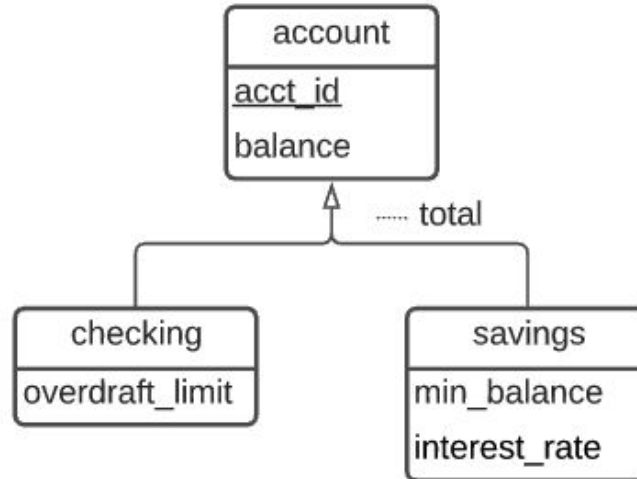 account
acct_id
balance
...... total
checking
overdraft_limit
savings
min_balance
interest_rate